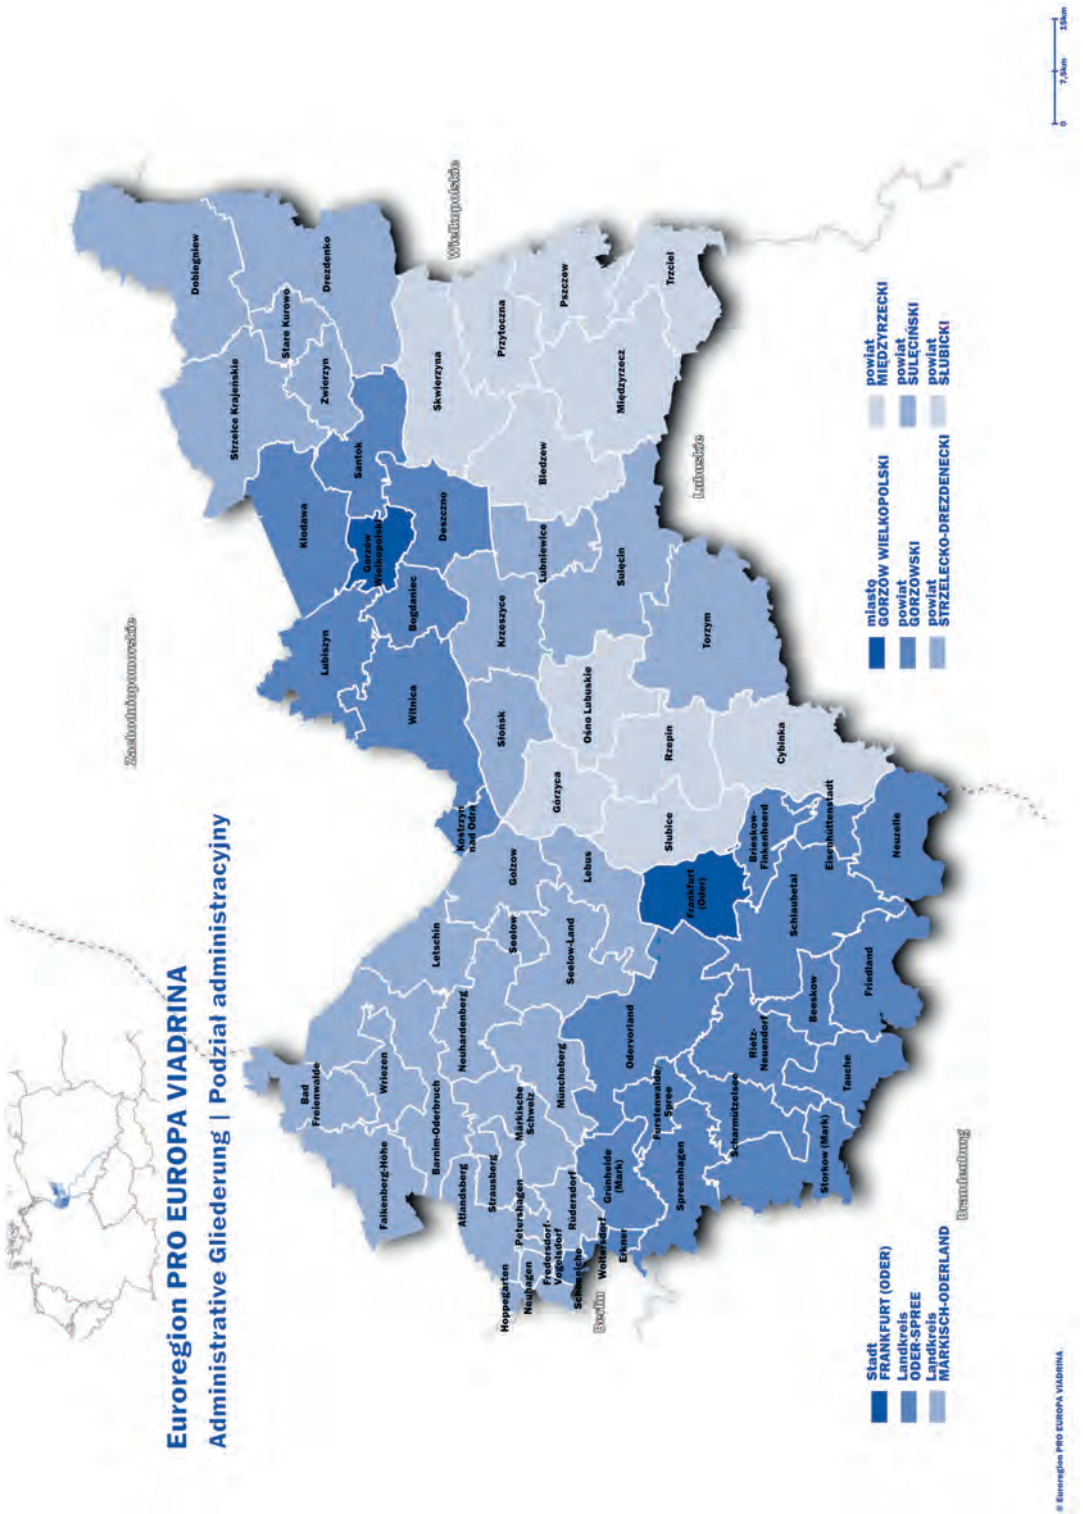 Euroregion PRO EUROPA VIADRINA
Administrative Gliederung | Podział administracyjny
Zachodniopomorskie
Wielkopolskie
Lubuskie
Brandenburg
Berlin
Dobiegniew
Strzelce Krajeńskie
Stare Kurowo
Drezdenko
Zwierzyn
Kłodawa
Santok
Gorzów
Wielkopolski
Lubiszyn
Bogdaniec
Deszczno
Witnica
Kostrzyn
nad Odrą
Skwierzyna
Przytoczna
Pszczew
Trzciel
Międzyrzecz
Bledzew
Lubniewice
Krzeszyce
Sulęcin
Słońsk
Torzym
Ośno Lubuskie
Górzyca
Rzepin
Słubice
Cybinka
Bad
Freienwalde
Falkenberg-Höhe
Wriezen
Letschin
Barnim-Oderbruch
Neuhardenberg
Golzow
Seelow
Lebus
Seelow-Land
Altlandsberg
Strausberg
Märkische
Schweiz
Müncheberg
Petershagen
Hoppegarten
Neuhagen
Fredersdorf-
Vogelsdorf
Rüdersdorf
Schöneiche
Woltersdorf
Erkner
Grünheide
(Mark)
Spreenhagen
Fürstenwalde/
Spree
Odervorland
Frankfurt
(Oder)
Brieskow-
Finkenheerd
Eisenhüttenstadt
Neuzelle
Schlaubetal
Rietz-
Neuendorf
Beeskow
Friedland
Tauche
Scharmützelsee
Storkow (Mark)
Stadt
FRANKFURT (ODER)
Landkreis
ODER-SPREE
Landkreis
MÄRKISCH-ODERLAND
miasto
GORZÓW WIELKOPOLSKI
powiat
GORZOWSKI
powiat
STRZELECKO-DREZDENECKI
powiat
MIĘDZYRZECKI
powiat
SULĘCIŃSKI
powiat
SŁUBICKI
0 7,5km 15km
© Euroregion PRO EUROPA VIADRINA